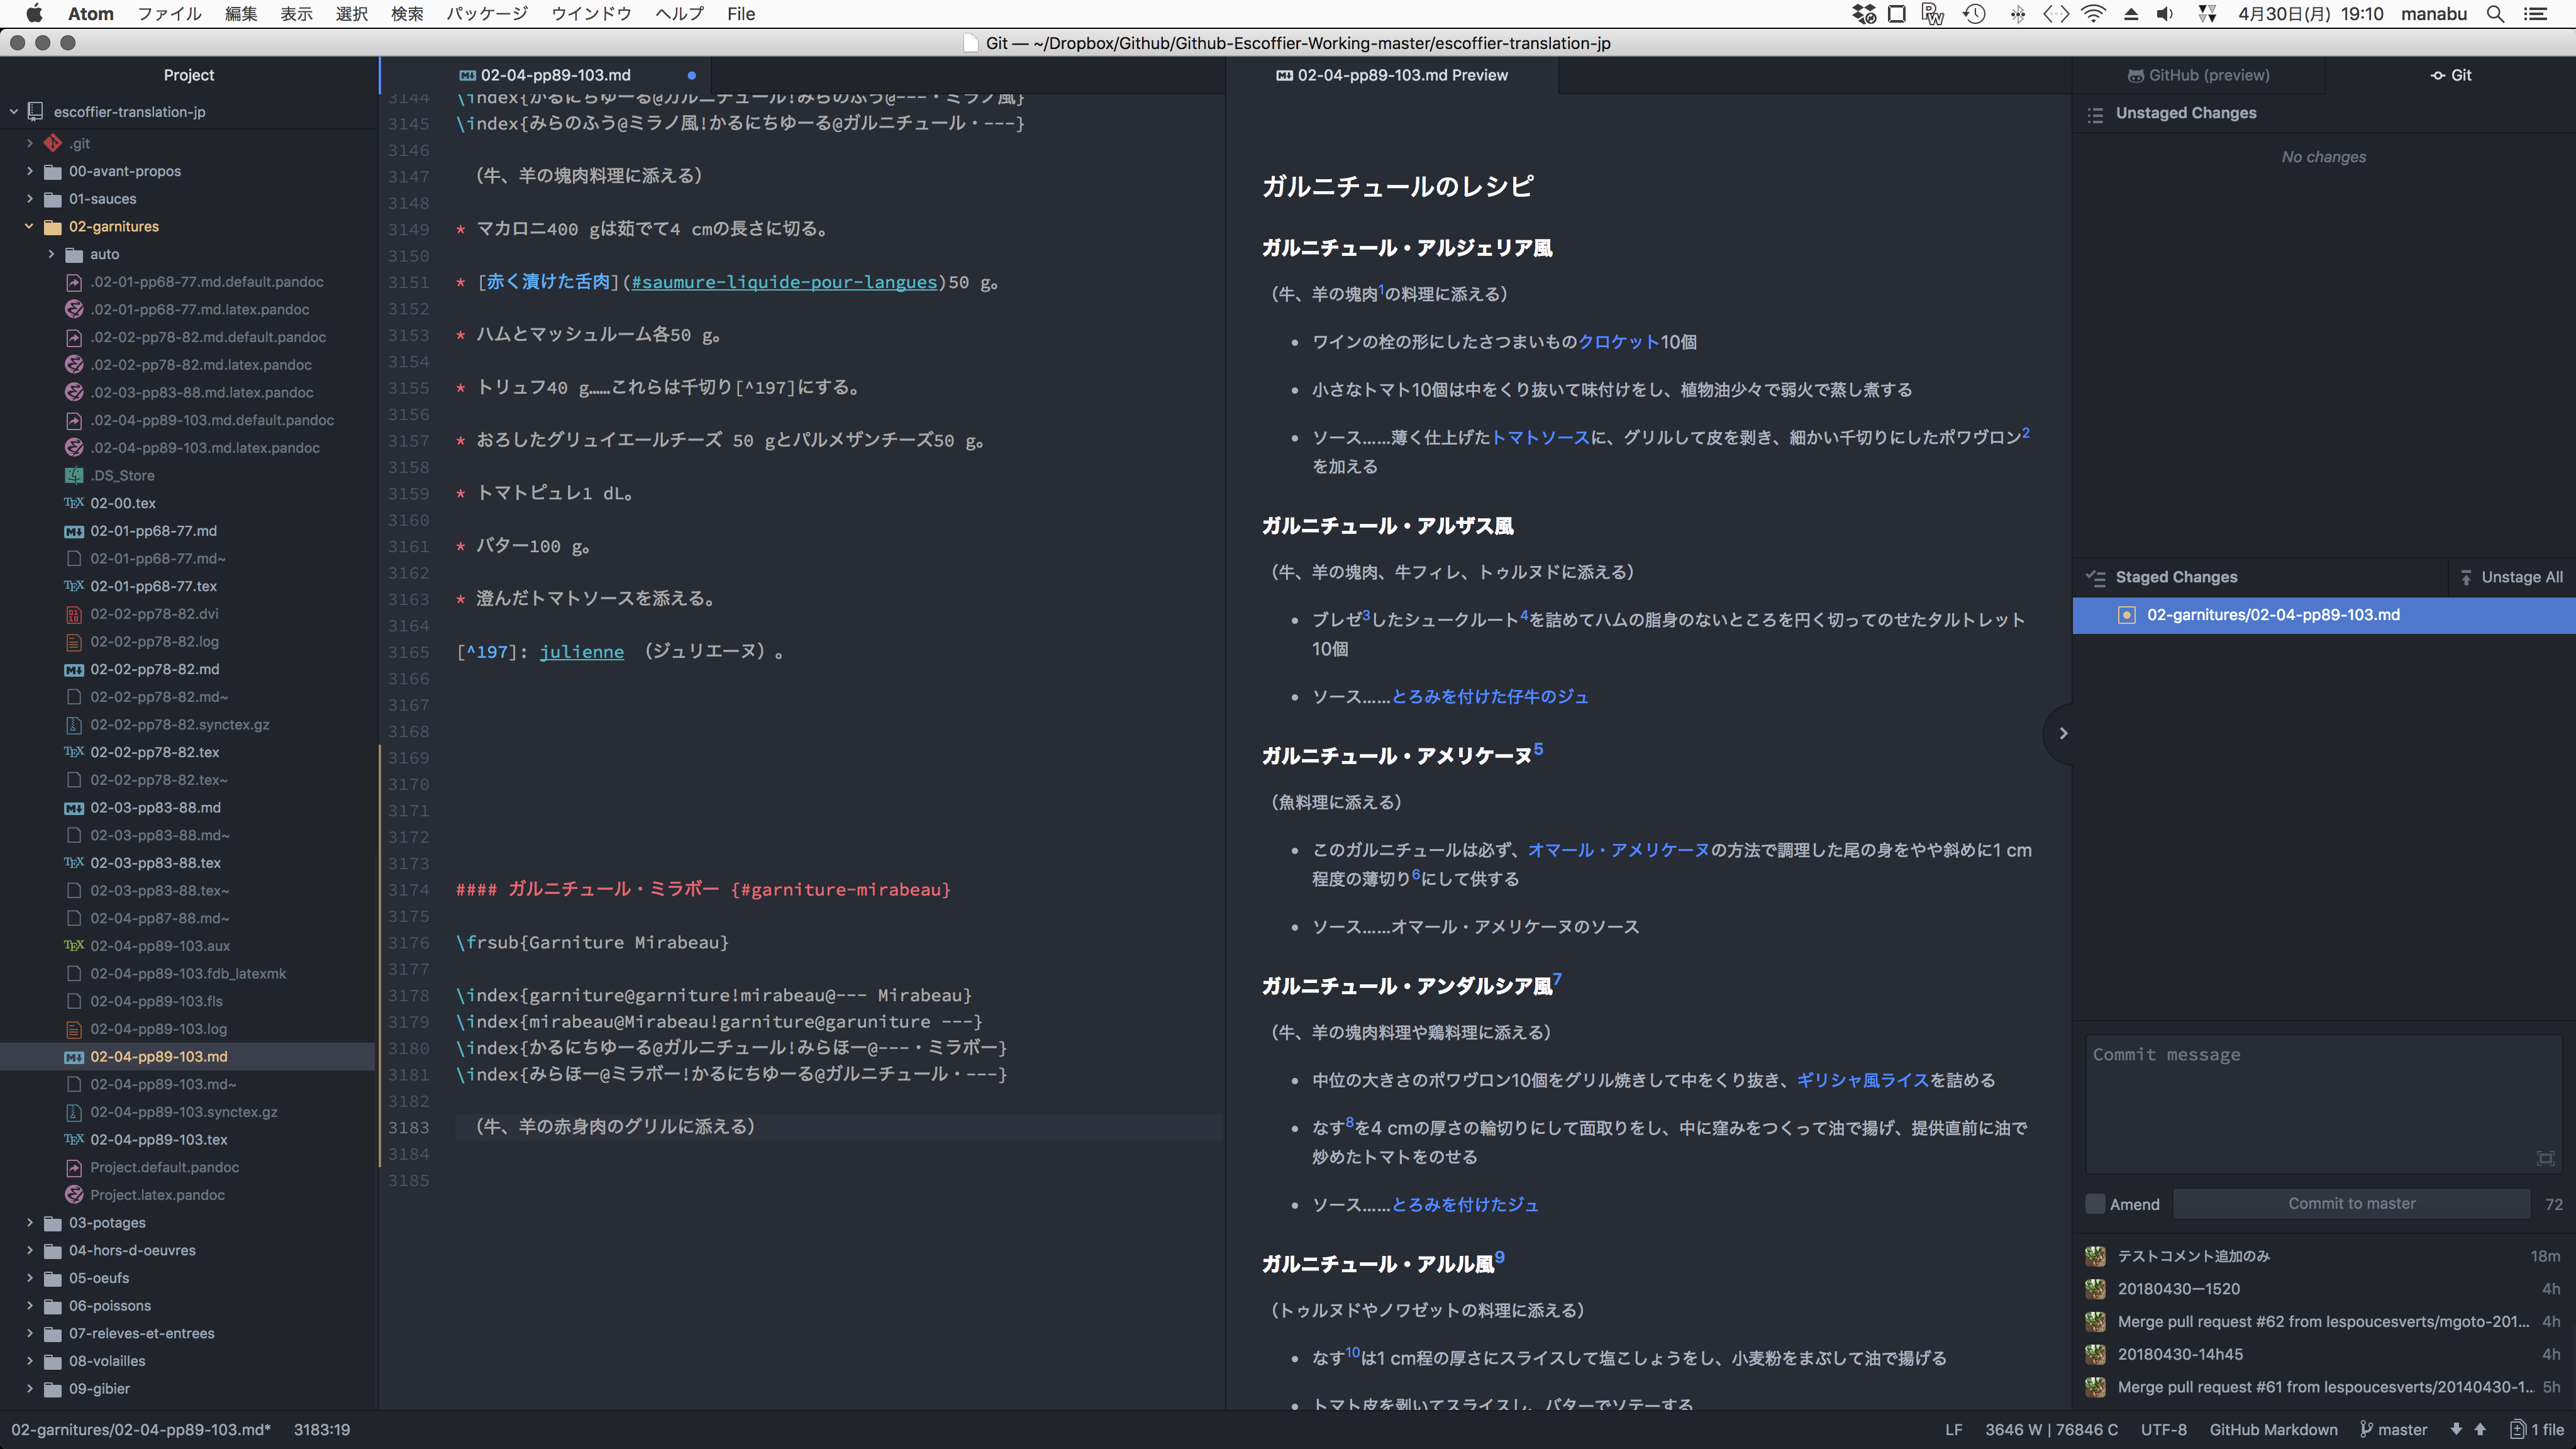 Atom ファイル 編集 表示 選択 検索 パッケージ ウインドウ ヘルプ File
4月30日(月) 19:10 manabu
Git — ~/Dropbox/Github/Github-Escoffier-Working-master/escoffier-translation-jp
Project
escoffier-translation-jp
.git
00-avant-propos
01-sauces
02-garnitures
auto
.02-01-pp68-77.md.default.pandoc
.02-01-pp68-77.md.latex.pandoc
.02-02-pp78-82.md.default.pandoc
.02-02-pp78-82.md.latex.pandoc
.02-03-pp83-88.md.latex.pandoc
.02-04-pp89-103.md.default.pandoc
.02-04-pp89-103.md.latex.pandoc
.DS_Store
02-00.tex
02-01-pp68-77.md
02-01-pp68-77.md~
02-01-pp68-77.tex
02-02-pp78-82.dvi
02-02-pp78-82.log
02-02-pp78-82.md
02-02-pp78-82.md~
02-02-pp78-82.synctex.gz
02-02-pp78-82.tex
02-02-pp78-82.tex~
02-03-pp83-88.md
02-03-pp83-88.md~
02-03-pp83-88.tex
02-03-pp83-88.tex~
02-04-pp87-88.md~
02-04-pp89-103.aux
02-04-pp89-103.fdb_latexmk
02-04-pp89-103.fls
02-04-pp89-103.log
02-04-pp89-103.md
02-04-pp89-103.md~
02-04-pp89-103.synctex.gz
02-04-pp89-103.tex
Project.default.pandoc
Project.latex.pandoc
03-potages
04-hors-d-oeuvres
05-oeufs
06-poissons
07-releves-et-entrees
08-volailles
09-gibier
02-04-pp89-103.md
3144 \index{かるにちゆーる@ガルニチュール!みらのふう@---・ミラノ風}
3145 \index{みらのふう@ミラノ風!かるにちゆーる@ガルニチュール・---}
3146
3147 （牛、羊の塊肉料理に添える）
3148
3149 * マカロニ400 gは茹でて4 cmの長さに切る。
3150
3151 * [赤く漬けた舌肉](#saumure-liquide-pour-langues)50 g。
3152
3153 * ハムとマッシュルーム各50 g。
3154
3155 * トリュフ40 g……これらは千切り[^197]にする。
3156
3157 * おろしたグリュイエールチーズ 50 gとパルメザンチーズ50 g。
3158
3159 * トマトピュレ1 dL。
3160
3161 * バター100 g。
3162
3163 * 澄んだトマトソースを添える。
3164
3165 [^197]: julienne （ジュリエーヌ）。
3166
3167
3168
3169
3170
3171
3172
3173
3174 #### ガルニチュール・ミラボー {#garniture-mirabeau}
3175
3176 \frsub{Garniture Mirabeau}
3177
3178 \index{garniture@garniture!mirabeau@--- Mirabeau}
3179 \index{mirabeau@Mirabeau!garniture@garuniture ---}
3180 \index{かるにちゆーる@ガルニチュール!みらほー@---・ミラボー}
3181 \index{みらほー@ミラボー!かるにちゆーる@ガルニチュール・---}
3182
3183 （牛、羊の赤身肉のグリルに添える）
3184
3185
02-04-pp89-103.md Preview
ガルニチュールのレシピ
ガルニチュール・アルジェリア風
（牛、羊の塊肉1の料理に添える）
• ワインの栓の形にしたさつまいものクロケット10個
• 小さなトマト10個は中をくり抜いて味付けをし、植物油少々で弱火で蒸し煮する
• ソース……薄く仕上げたトマトソースに、グリルして皮を剥き、細かい千切りにしたポワヴロン2
を加える
ガルニチュール・アルザス風
（牛、羊の塊肉、牛フィレ、トゥルヌドに添える）
• ブレゼ3したシュークルート4を詰めてハムの脂身のないところを円く切ってのせたタルトレット
10個
• ソース……とろみを付けた仔牛のジュ
ガルニチュール・アメリケーヌ5
（魚料理に添える）
• このガルニチュールは必ず、オマール・アメリケーヌの方法で調理した尾の身をやや斜めに1 cm
程度の薄切り6にして供する
• ソース……オマール・アメリケーヌのソース
ガルニチュール・アンダルシア風7
（牛、羊の塊肉料理や鶏料理に添える）
• 中位の大きさのポワヴロン10個をグリル焼きして中をくり抜き、ギリシャ風ライスを詰める
• なす8を4 cmの厚さの輪切りにして面取りをし、中に窪みをつくって油で揚げ、提供直前に油で
炒めたトマトをのせる
• ソース……とろみを付けたジュ
ガルニチュール・アルル風9
（トゥルヌドやノワゼットの料理に添える）
• なす10は1 cm程の厚さにスライスして塩こしょうをし、小麦粉をまぶして油で揚げる
• トマト皮を剥いてスライスし、バターでソテーする
GitHub (preview)
Git
Unstaged Changes
No changes
Staged Changes
Unstage All
02-garnitures/02-04-pp89-103.md
Commit message
Amend
Commit to master
72
テストコメント追加のみ 18m
20180430ー1520 4h
Merge pull request #62 from lespoucesverts/mgoto-201... 4h
20180430-14h45 4h
Merge pull request #61 from lespoucesverts/20140430-1... 5h
02-garnitures/02-04-pp89-103.md* 3183:19
LF 3646 W | 76846 C UTF-8 GitHub Markdown master 1 file